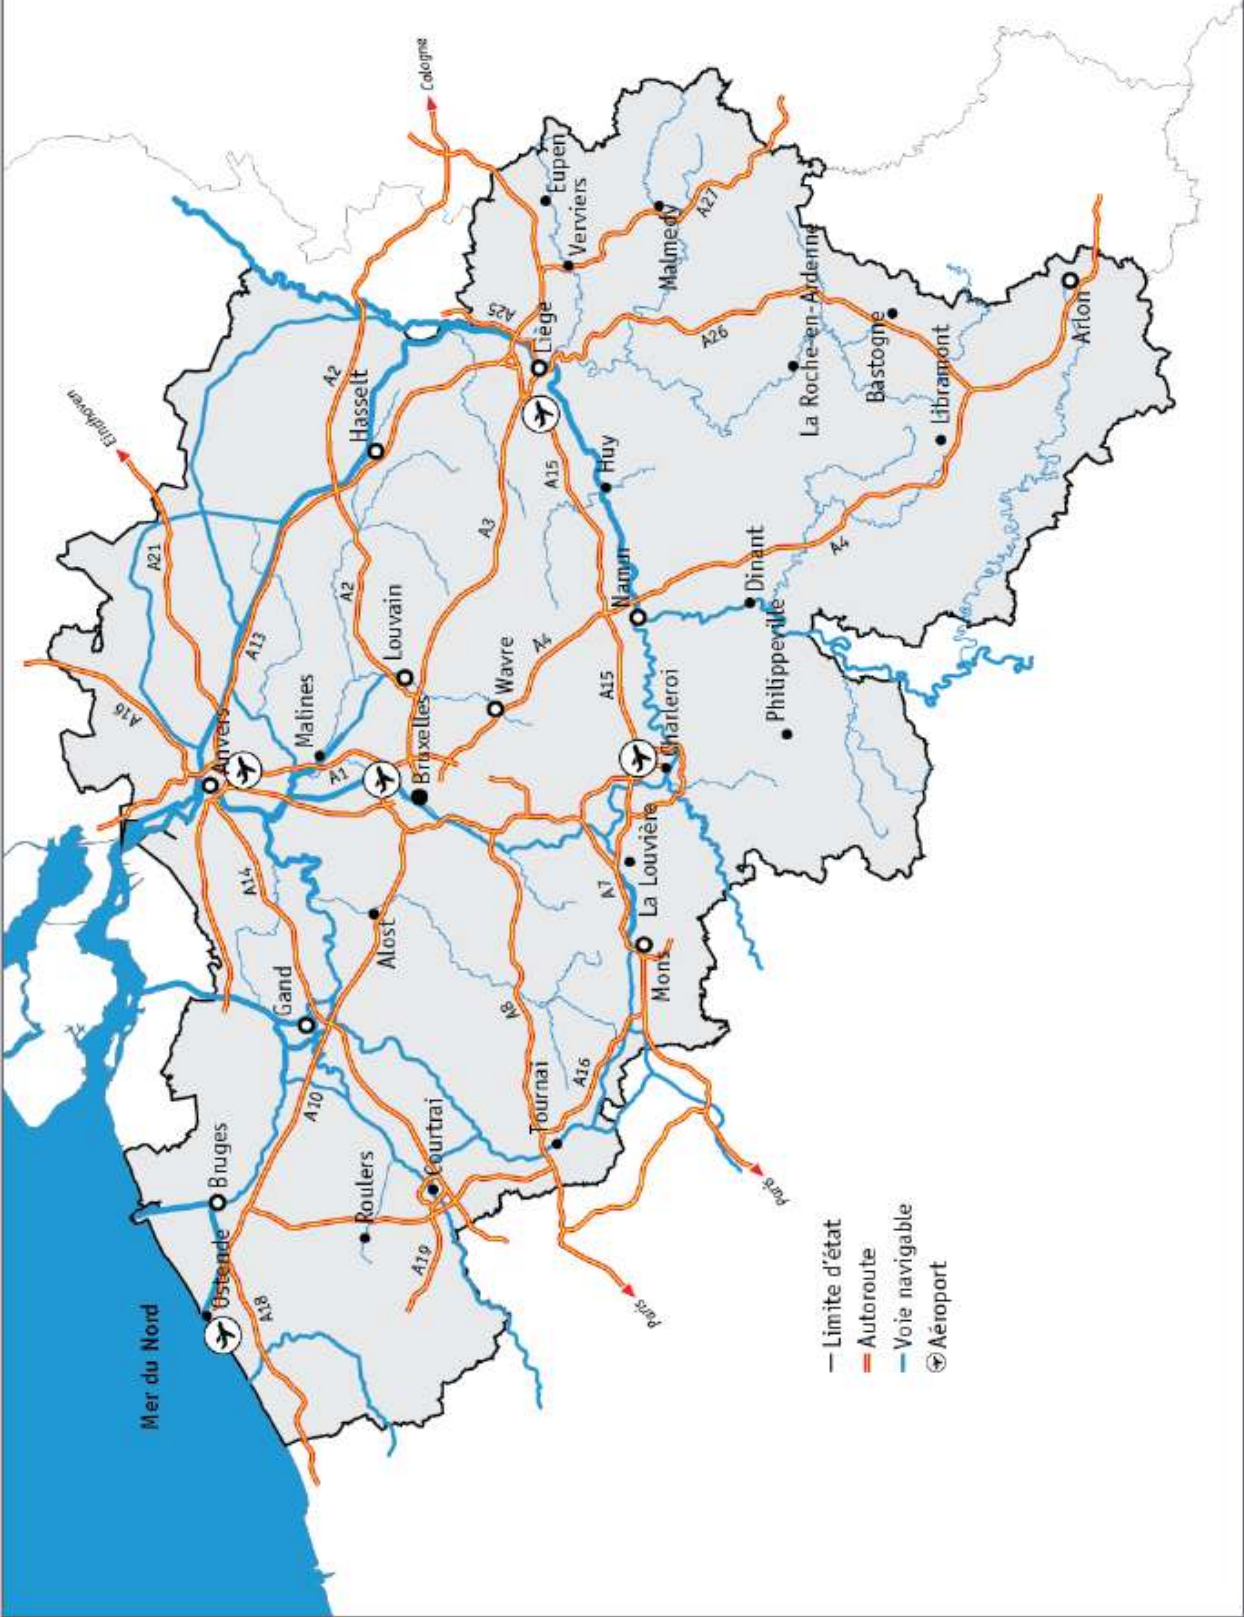 Mer du Nord
Eindhoven
Cologne
Paris
Paris
Ostende
Bruges
Gand
Anvers
Malines
Hasselt
Louvain
Bruxelles
Alost
Roulers
Courtrai
Tournai
Mons
La Louvière
Charleroi
Wavre
Namur
Huy
Liège
Verviers
Eupen
Malmedy
Philippeville
Dinant
La Roche-en-Ardenne
Bastogne
Libramont
Arlon
A18
A10
A19
A14
A16
A21
A13
A1
A2
A2
A3
A4
A4
A15
A15
A25
A26
A27
A7
A8
A16
Limite d'état
Autoroute
Voie navigable
Aéroport